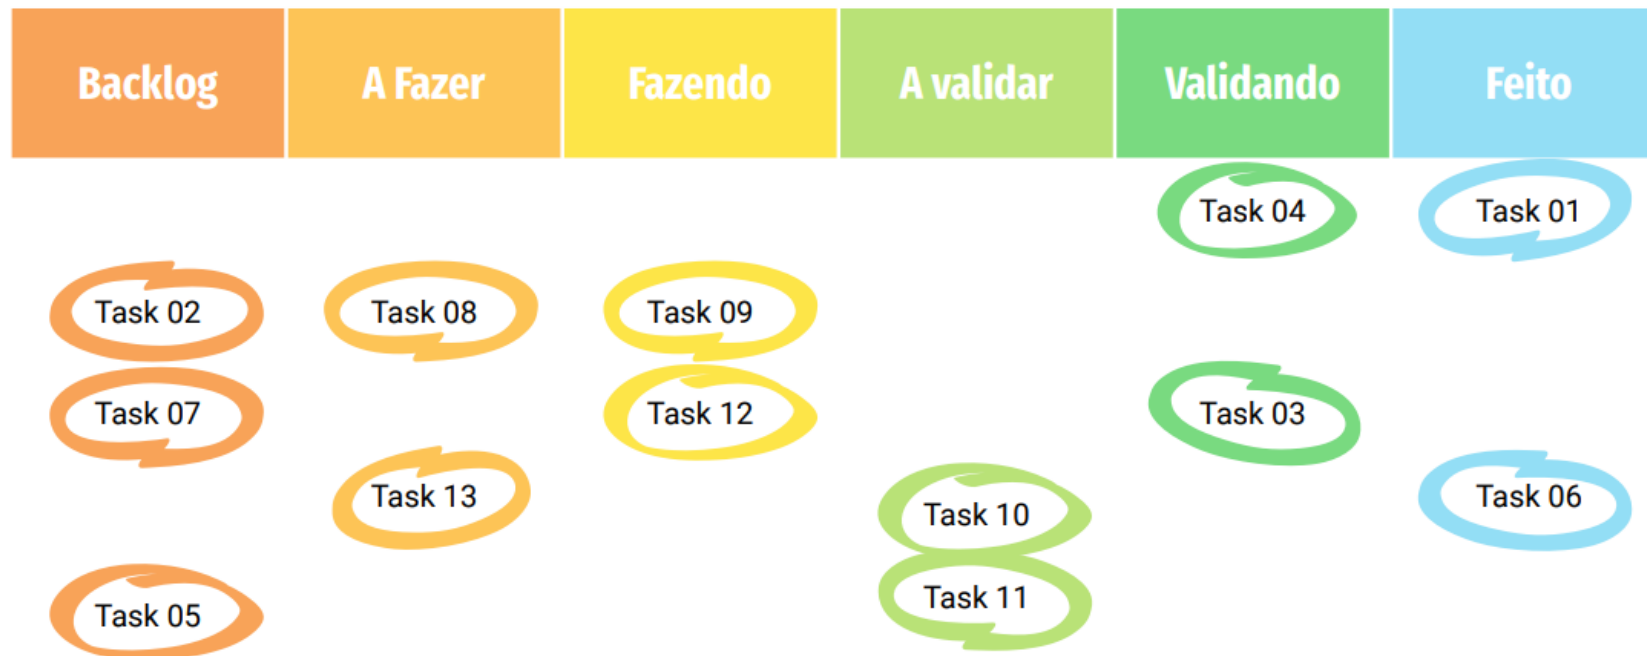 Backlog
A Fazer
Fazendo
A validar
Validando
Feito
Task 04
Task 01
Task 02
Task 08
Task 09
Task 07
Task 12
Task 03
Task 13
Task 06
Task 10
Task 11
Task 05